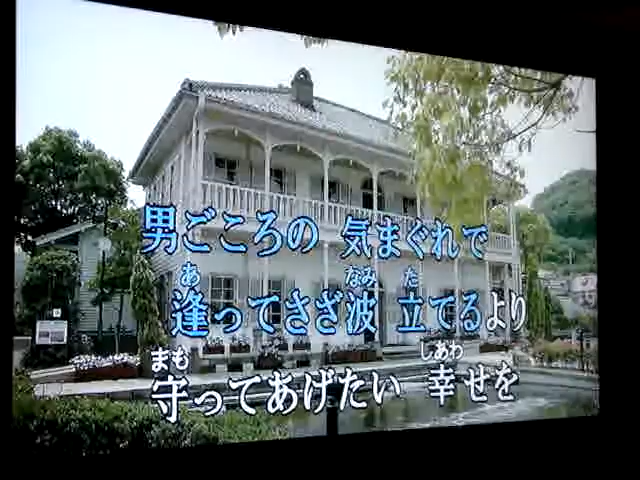 男ごころの 気まぐれで
あ なみ た
逢ってさざ波 立てるより
まも しあわ
守ってあげたい 幸せを